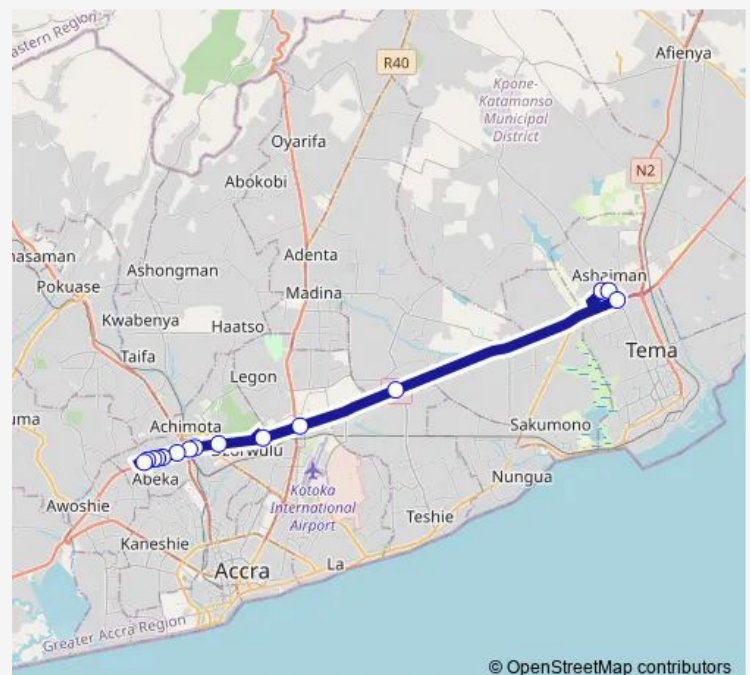 Eastern Region
R40
Afienya
Kpone-
Katamanso
Municipal
District
Oyarifa
N2
Abokobi
Adenta
Ashaiman
Ashongman
Pokuase
Madina
Kwabenya
Haatso
Taifa
Tema
Legon
Achimota
Sakumono
Dzorwulu
Abeka
Nungua
Kotoka
International
Airport
Awoshie
Teshie
Kaneshie
La
Accra
Greater Accra Region
© OpenStreetMap contributors